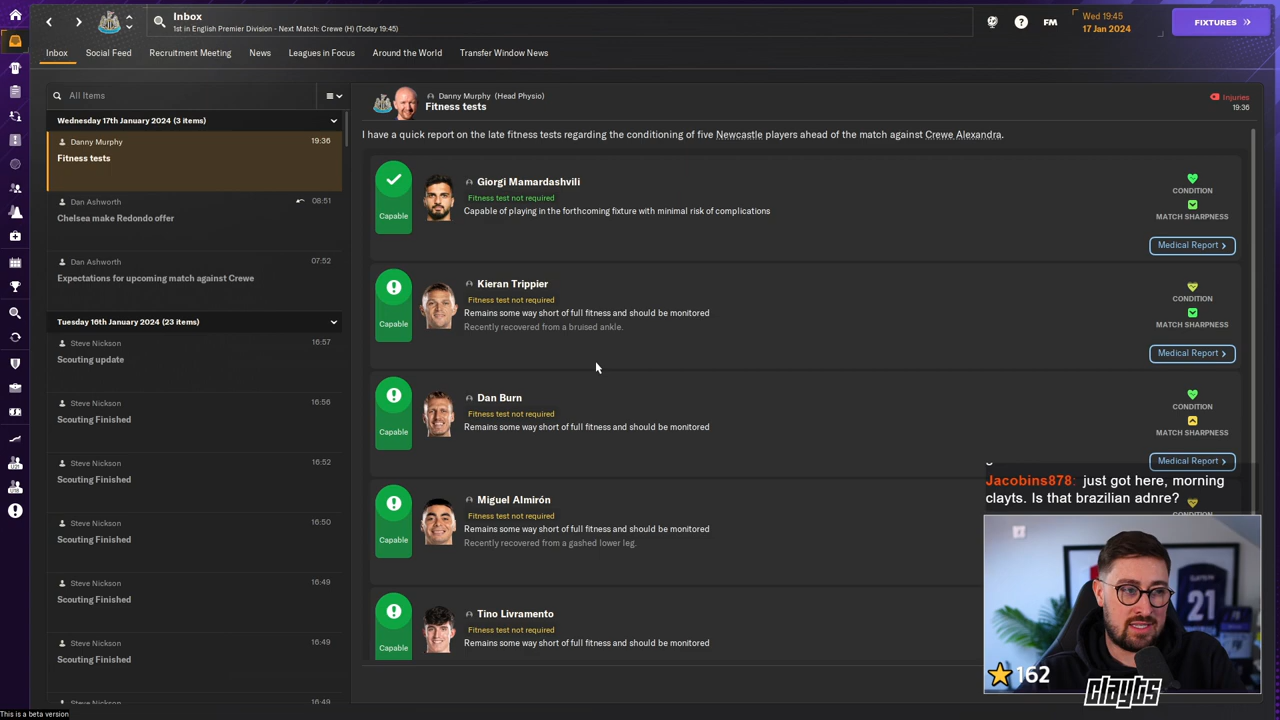 Inbox
1st in English Premier Division - Next Match: Crewe (H) (Today 19:45)
FM
Wed 19:45
17 Jan 2024
FIXTURES
Inbox
Social Feed
Recruitment Meeting
News
Leagues in Focus
Around the World
Transfer Window News
All Items
Wednesday 17th January 2024 (3 items)
Danny Murphy
19:36
Fitness tests
Dan Ashworth
08:51
Chelsea make Redondo offer
Dan Ashworth
07:52
Expectations for upcoming match against Crewe
Tuesday 16th January 2024 (23 items)
Steve Nickson
16:57
Scouting update
Steve Nickson
16:56
Scouting Finished
Steve Nickson
16:52
Scouting Finished
Steve Nickson
16:50
Scouting Finished
Steve Nickson
16:49
Scouting Finished
Steve Nickson
16:49
Scouting Finished
Steve Nickson
16:49
Danny Murphy (Head Physio)
Fitness tests
Injuries
19:36
I have a quick report on the late fitness tests regarding the conditioning of five Newcastle players ahead of the match against Crewe Alexandra.
Capable
Giorgi Mamardashvili
Fitness test not required
Capable of playing in the forthcoming fixture with minimal risk of complications
CONDITION
MATCH SHARPNESS
Medical Report
Capable
Kieran Trippier
Fitness test not required
Remains some way short of full fitness and should be monitored
Recently recovered from a bruised ankle.
CONDITION
MATCH SHARPNESS
Medical Report
Capable
Dan Burn
Fitness test not required
Remains some way short of full fitness and should be monitored
CONDITION
MATCH SHARPNESS
Medical Report
Capable
Miguel Almirón
Fitness test not required
Remains some way short of full fitness and should be monitored
Recently recovered from a gashed lower leg.
CONDITION
Capable
Tino Livramento
Fitness test not required
Remains some way short of full fitness and should be monitored
Jacobins878: just got here, morning
clayts. Is that brazilian adnre?
21
162
clayts
This is a beta version